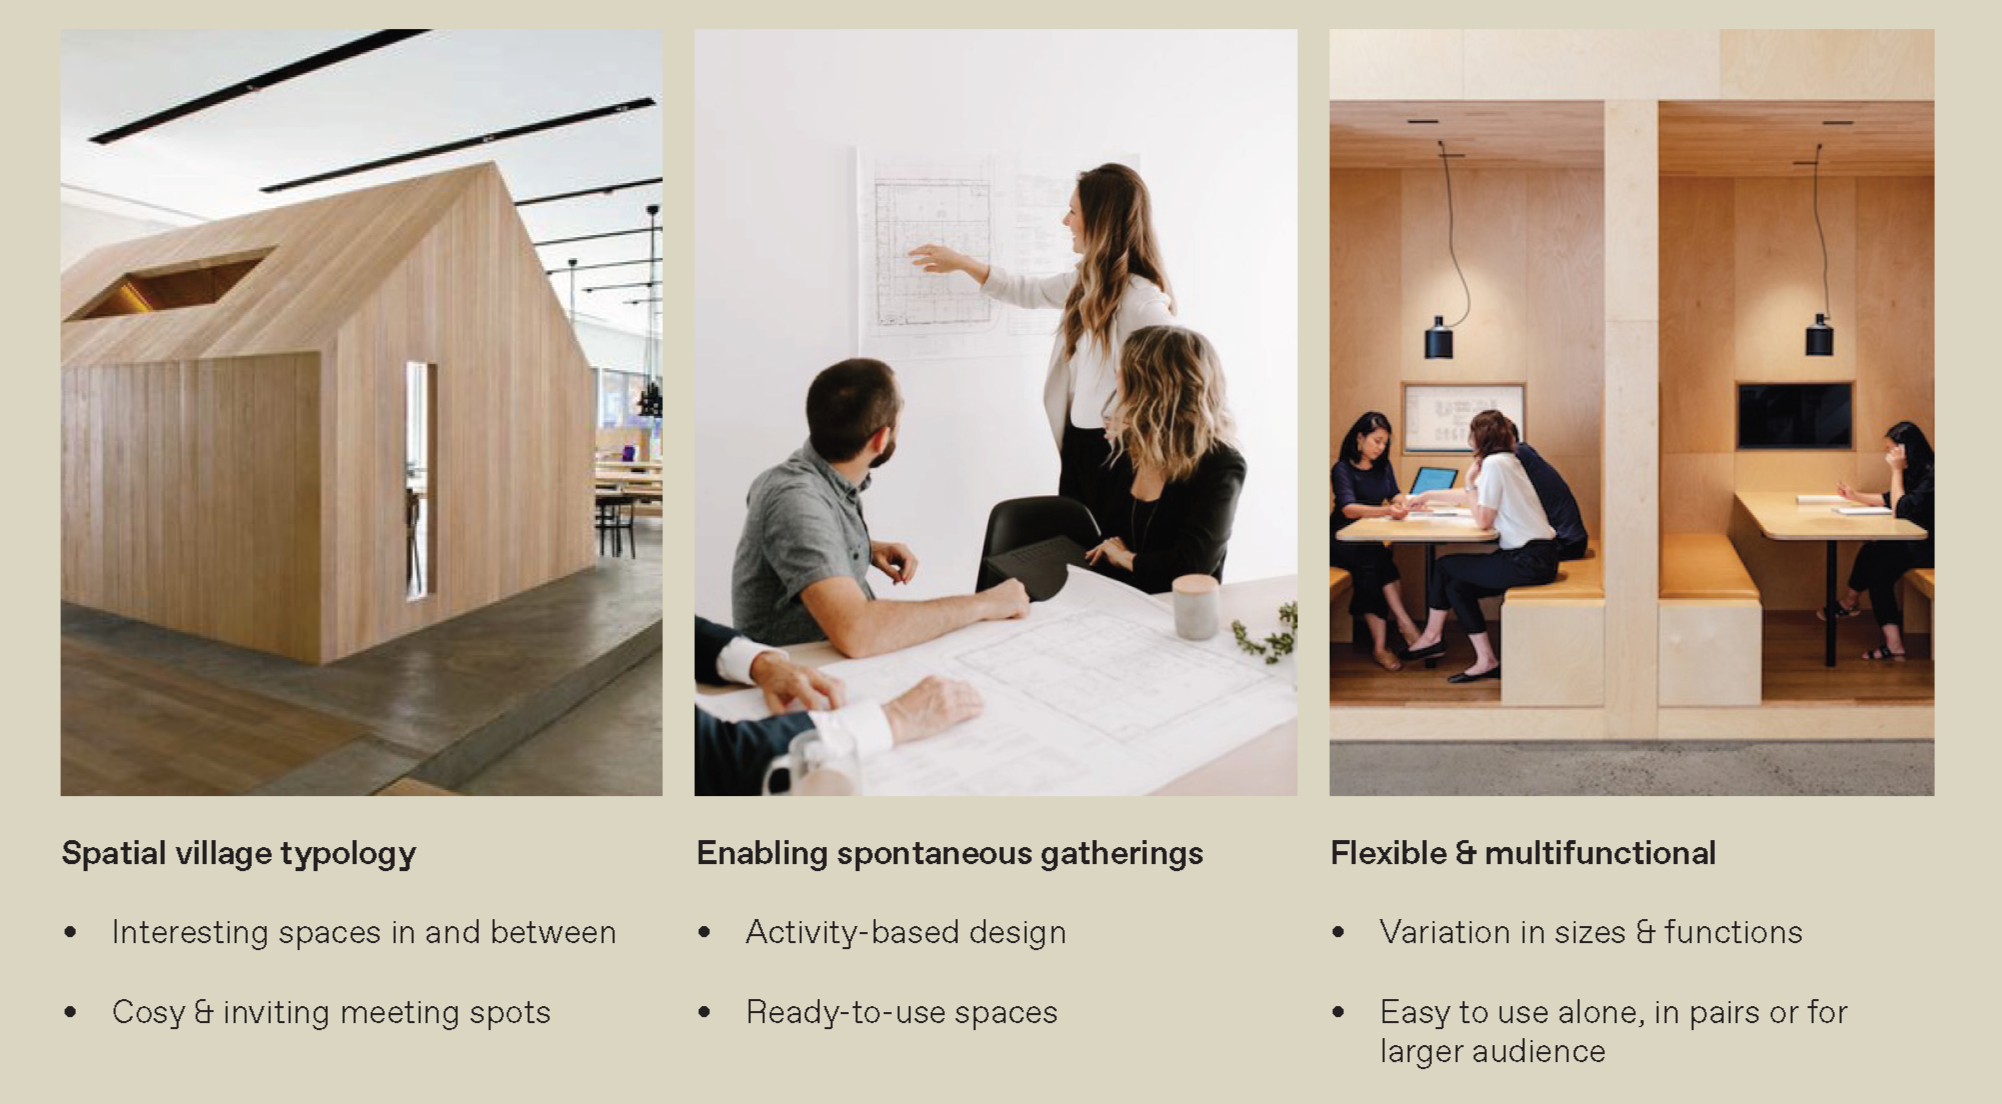 Spatial village typology
• Interesting spaces in and between
• Cosy & inviting meeting spots
Enabling spontaneous gatherings
• Activity-based design
• Ready-to-use spaces
Flexible & multifunctional
• Variation in sizes & functions
• Easy to use alone, in pairs or for
larger audience